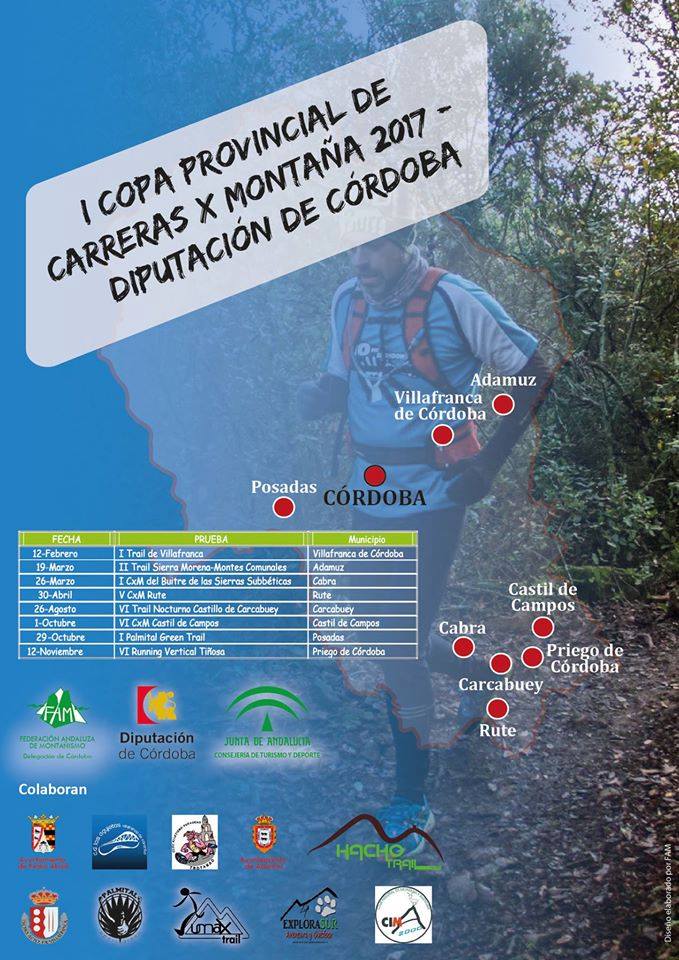 I COPA PROVINCIAL DE
CARRERAS X MONTAÑA 2017 -
DIPUTACIÓN DE CÓRDOBA
Adamuz
Villafranca
de Córdoba
Posadas
CÓRDOBA
FECHA PRUEBA Municipio
12-Febrero I Trail de Villafranca Villafranca de Córdoba
19-Marzo II Trail Sierra Morena-Montes Comunales Adamuz
26-Marzo I CxM del Buitre de las Sierras Subbéticas Cabra
30-Abril V CxM Rute Rute
26-Agosto VI Trail Nocturno Castillo de Carcabuey Carcabuey
1-Octubre VI CxM Castil de Campos Castil de Campos
29-Octubre I Palmital Green Trail Posadas
12-Noviembre VI Running Vertical Tiñosa Priego de Córdoba
Castil de
Campos
Cabra
Priego de
Córdoba
Carcabuey
Rute
FAM
FEDERACIÓN ANDALUZA
DE MONTAÑISMO
Delegación de Córdoba
Diputación
de Córdoba
JUNTA DE ANDALUCIA
CONSEJERÍA DE TURISMO Y DEPORTE
Colaboran
Ayuntamiento
HACHO
TRAIL
PALMITAL
YUMAX
trail
EXPLORASUR
Aventura y Outdoor
CIM
2000
Diseño elaborado por FAM